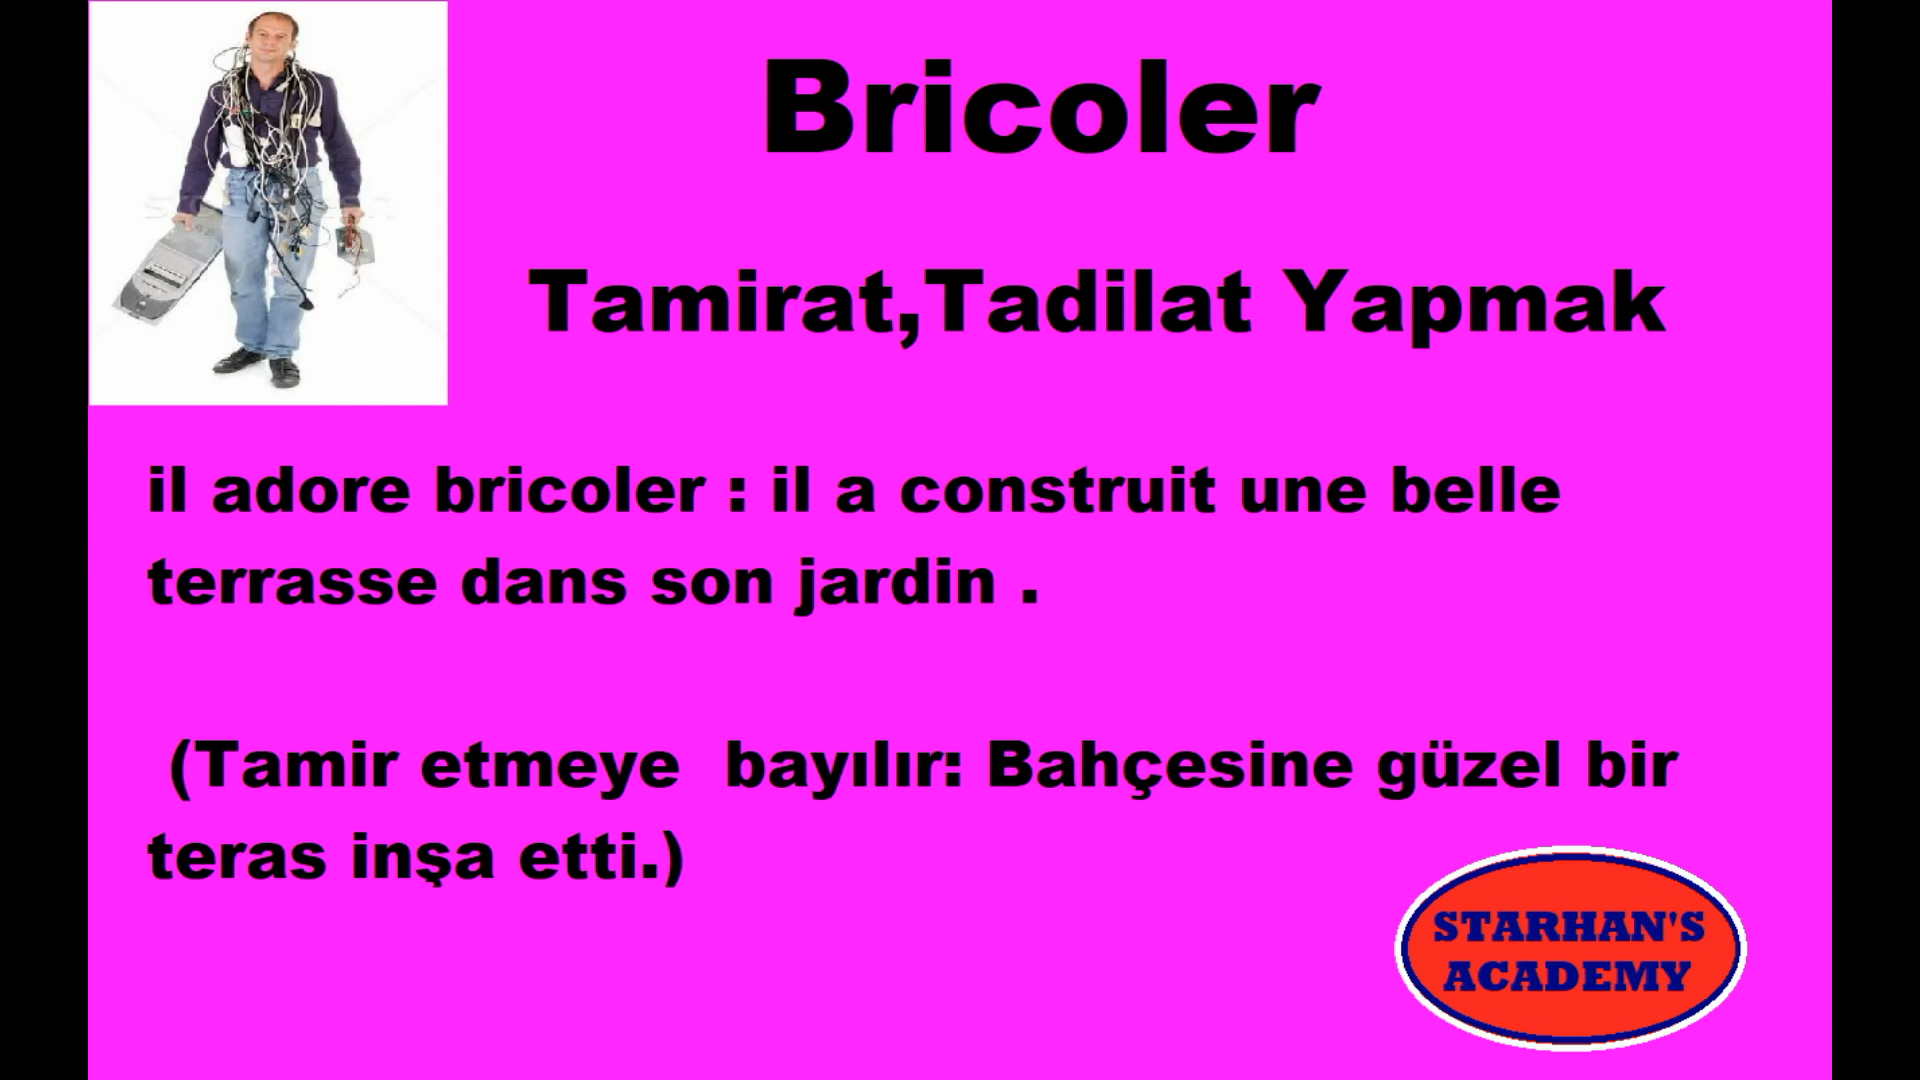 Bricoler
Tamirat,Tadilat Yapmak
il adore bricoler : il a construit une belle
terrasse dans son jardin .
(Tamir etmeye  bayılır: Bahçesine güzel bir
teras inşa etti.)
STARHAN'S
ACADEMY